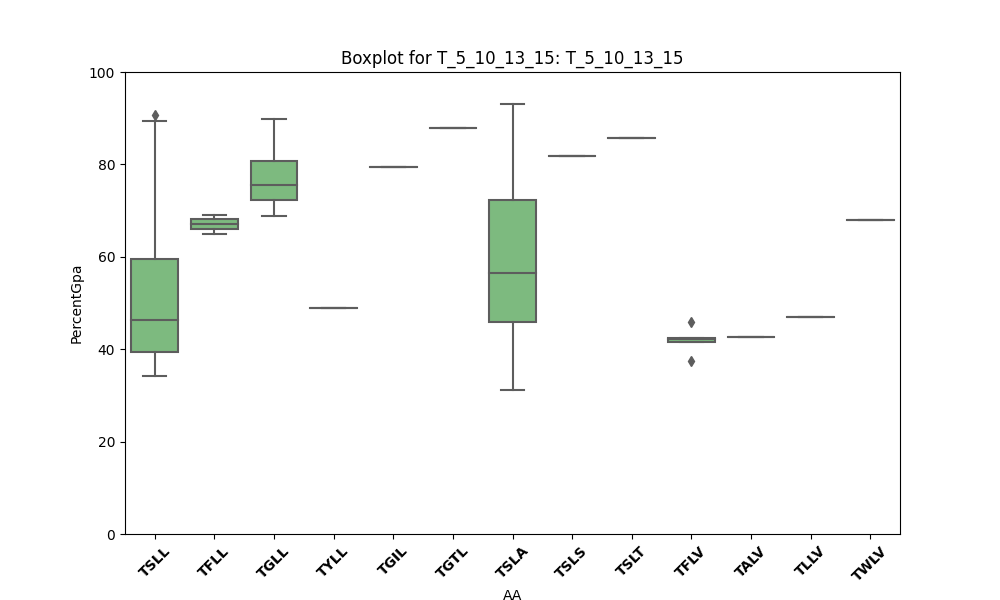 Boxplot for T_5_10_13_15: T_5_10_13_15
100
80
60
40
20
0
PercentGpa
TSLL TFLL TGLL TYLL TGIL TGTL TSLA TSLS TSLT TFLV TALV TLLV TWLV
AA